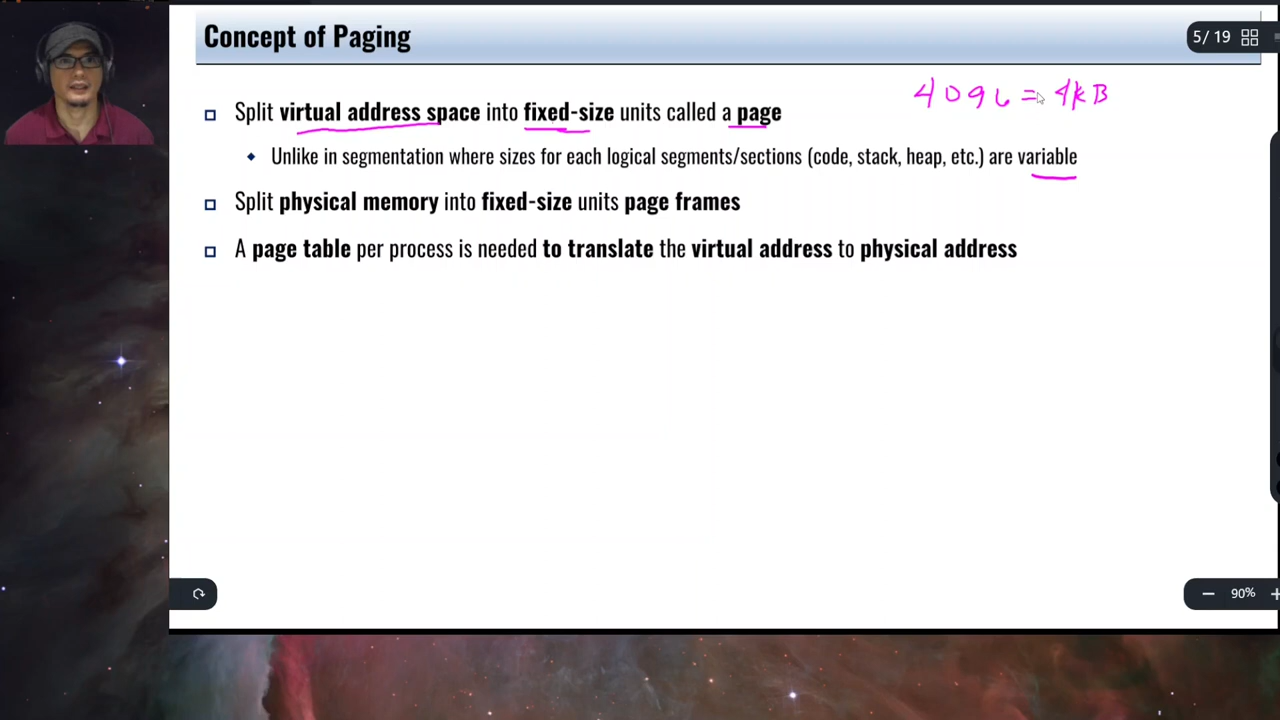 Concept of Paging
5/ 19
4096 = 4kB
Split virtual address space into fixed-size units called a page
Unlike in segmentation where sizes for each logical segments/sections (code, stack, heap, etc.) are variable
Split physical memory into fixed-size units page frames
A page table per process is needed to translate the virtual address to physical address
90%